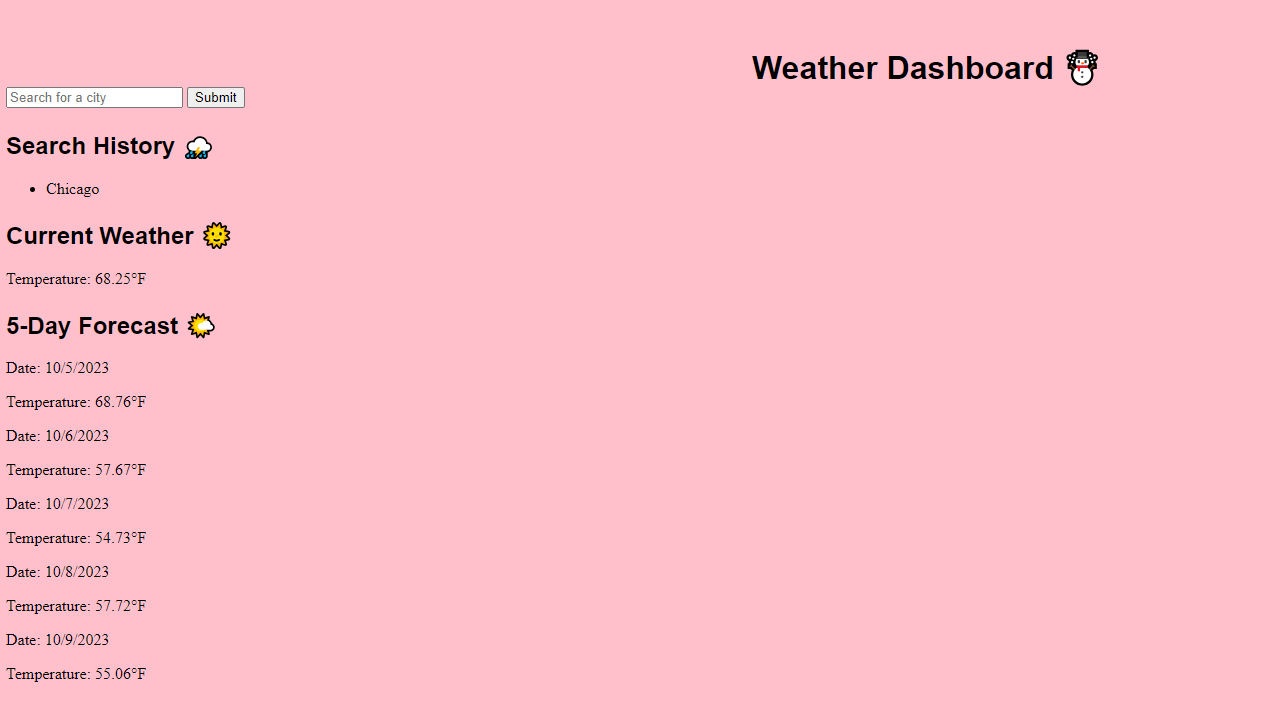 Weather Dashboard ☃️
Search for a city Submit
Search History ⛈️
• Chicago
Current Weather 🌞
Temperature: 68.25°F
5-Day Forecast 🌤️
Date: 10/5/2023
Temperature: 68.76°F
Date: 10/6/2023
Temperature: 57.67°F
Date: 10/7/2023
Temperature: 54.73°F
Date: 10/8/2023
Temperature: 57.72°F
Date: 10/9/2023
Temperature: 55.06°F